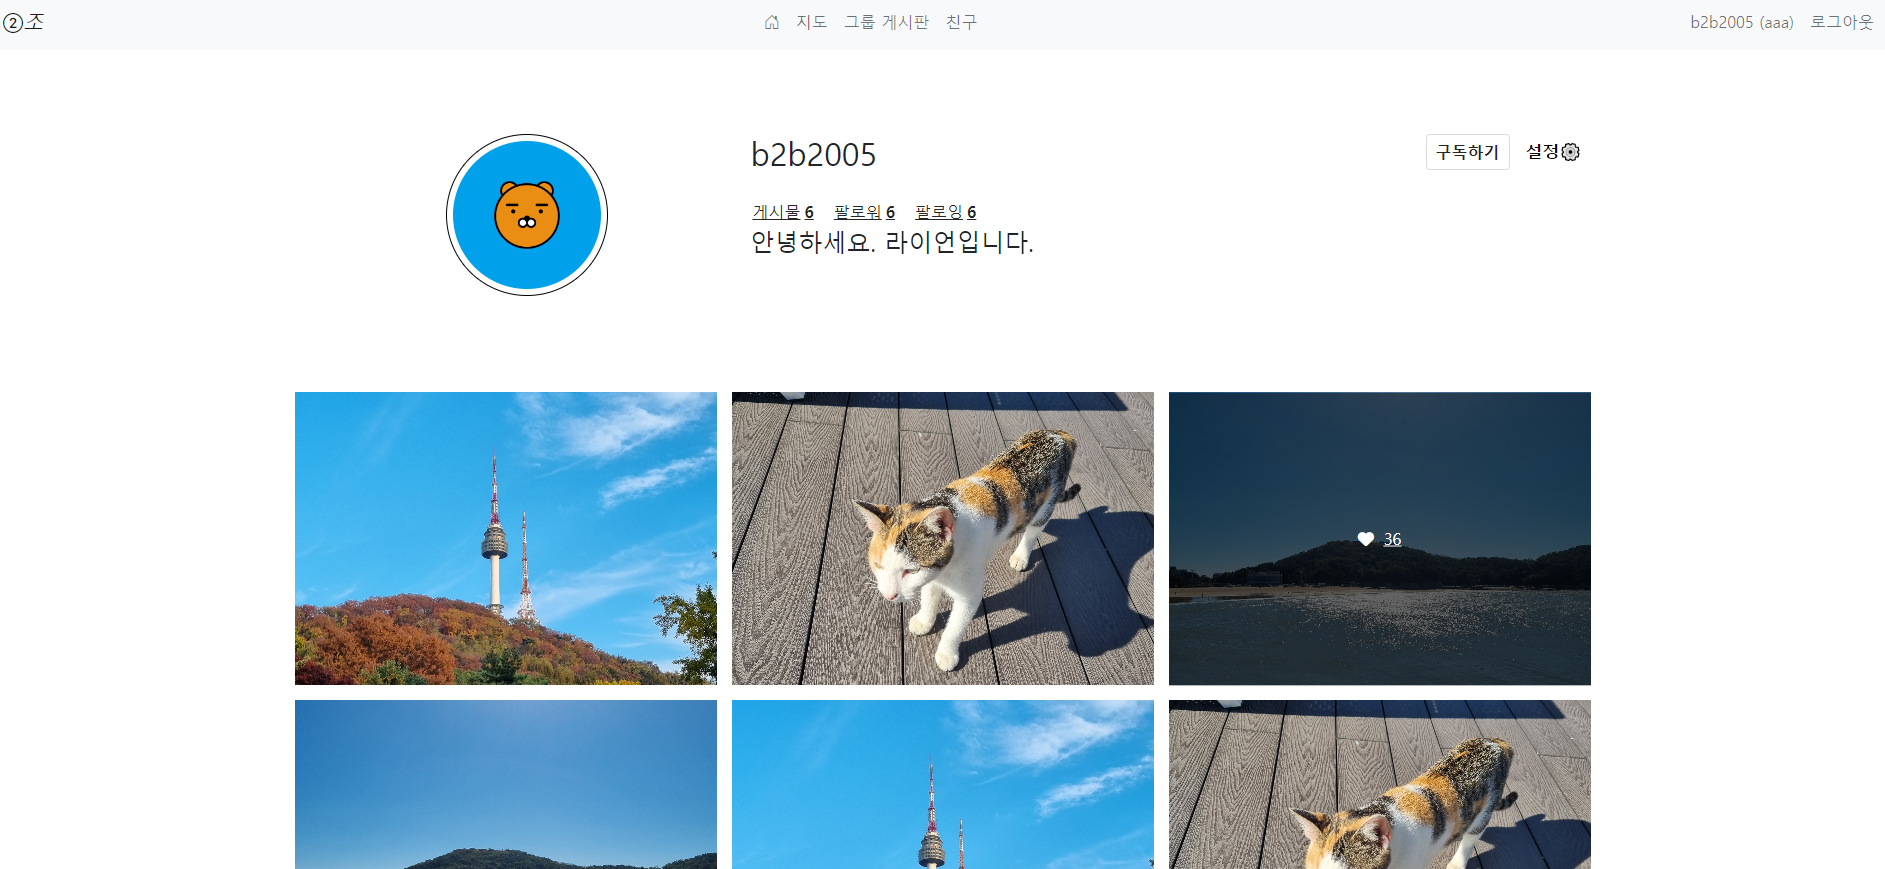 ②조
지도 그룹 게시판 친구
b2b2005 (aaa) 로그아웃
b2b2005
구독하기 설정
게시물 6 팔로워 6 팔로잉 6
안녕하세요. 라이언입니다.
36